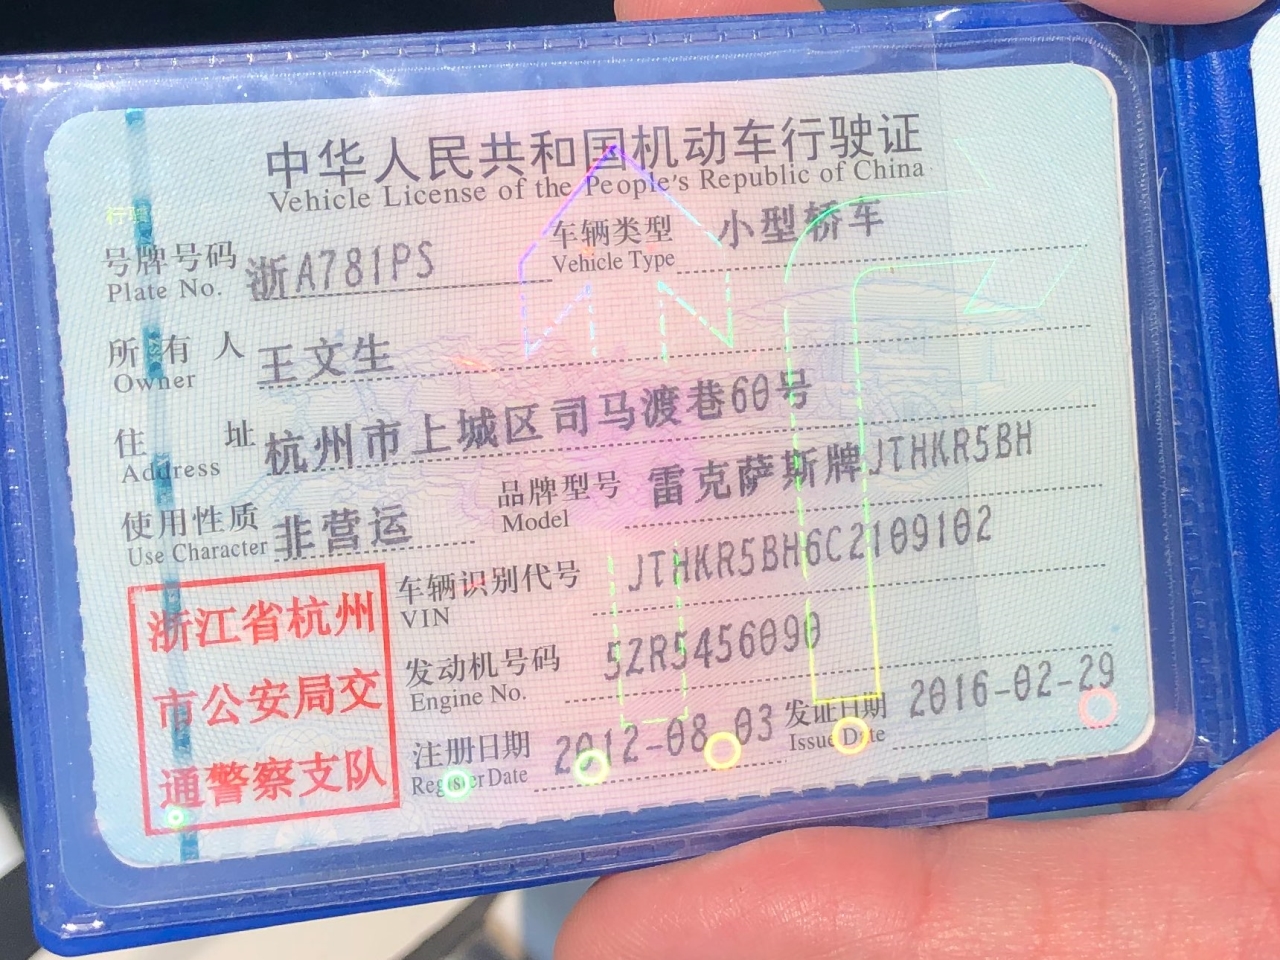 中华人民共和国机动车行驶证
Vehicle License of the People's Republic of China
号牌号码 浙A781PS 车辆类型 小型轿车
Plate No. Vehicle Type
所有人 王文生
Owner
住址 杭州市上城区司马渡巷60号
Address
使用性质 非营运 品牌型号 雷克萨斯牌JTHKR5BH
Use Character Model
车辆识别代号 JTHKR5BH6C2109102
VIN
发动机号码 5ZR5456090
Engine No.
注册日期 2012-08-03 发证日期 2016-02-29
Register Date Issue Date
浙江省杭州
市公安局交
通警察支队